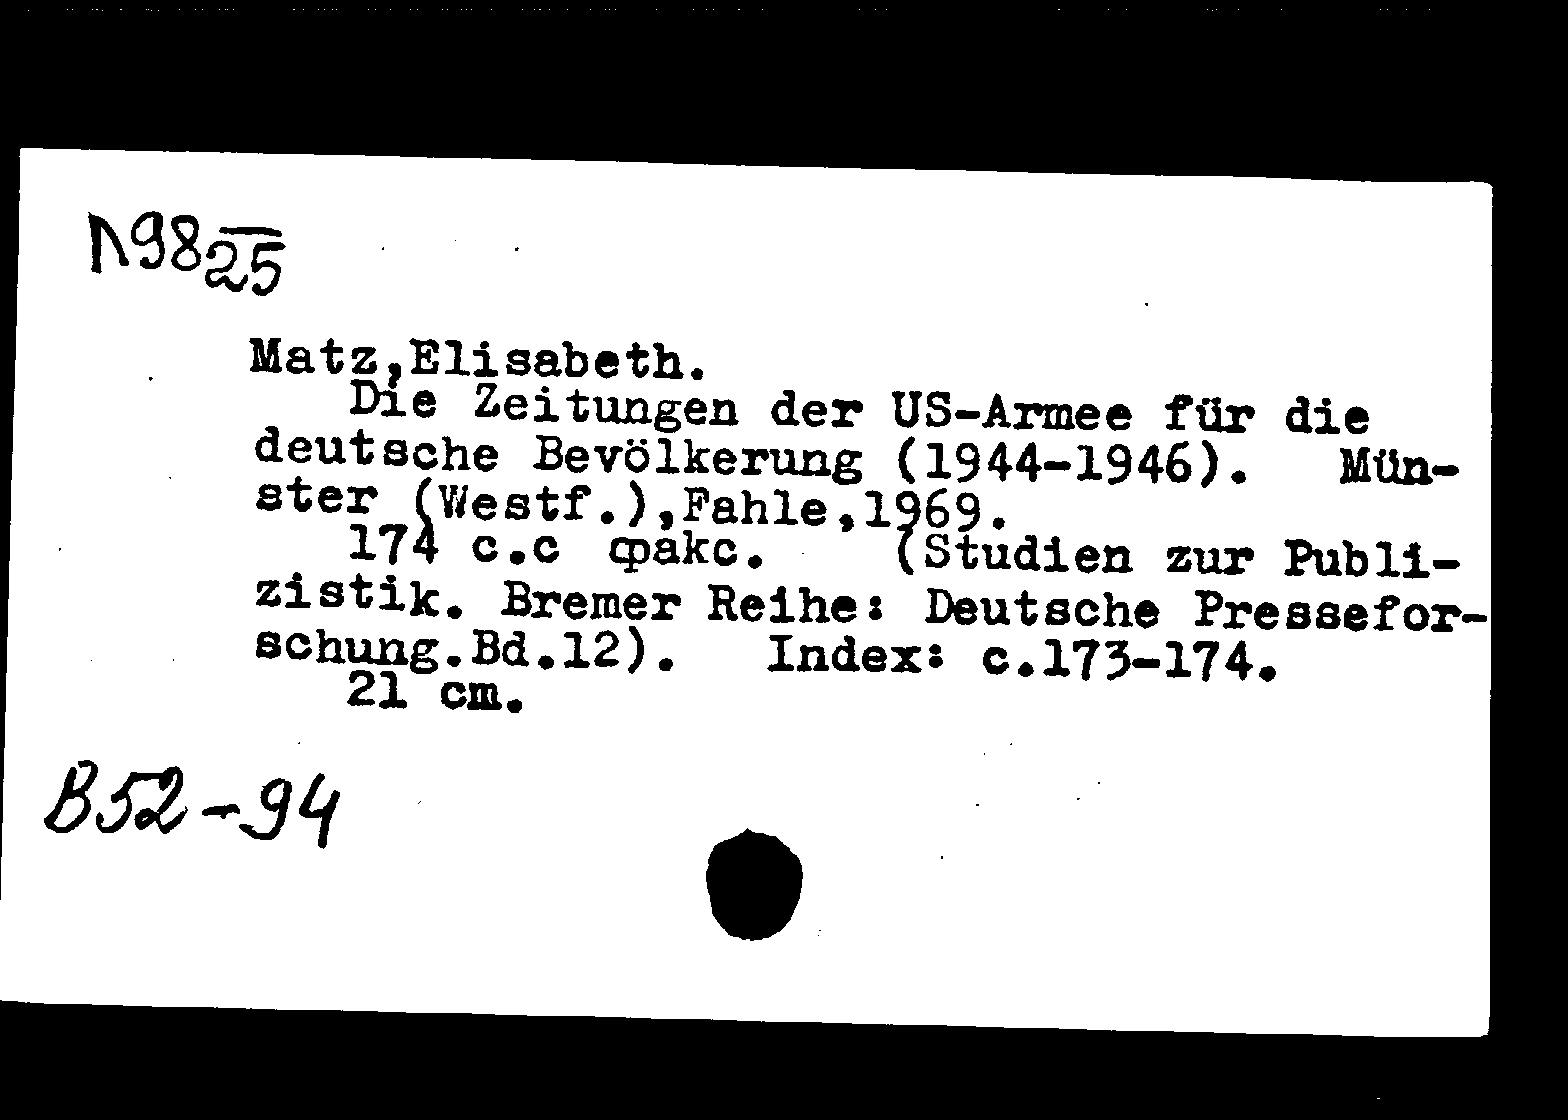 Л98 25
Matz,Elisabeth.
Die Zeitungen der US-Armee für die
deutsche Bevölkerung (1944-1946). Mün-
ster (Westf.),Fahle,1969.
174 с.с факс. (Studien zur Publi-
zistik. Bremer Reihe: Deutsche Pressefor-
schung.Bd.12). Index: c.173-174.
21 cm.
B52-94